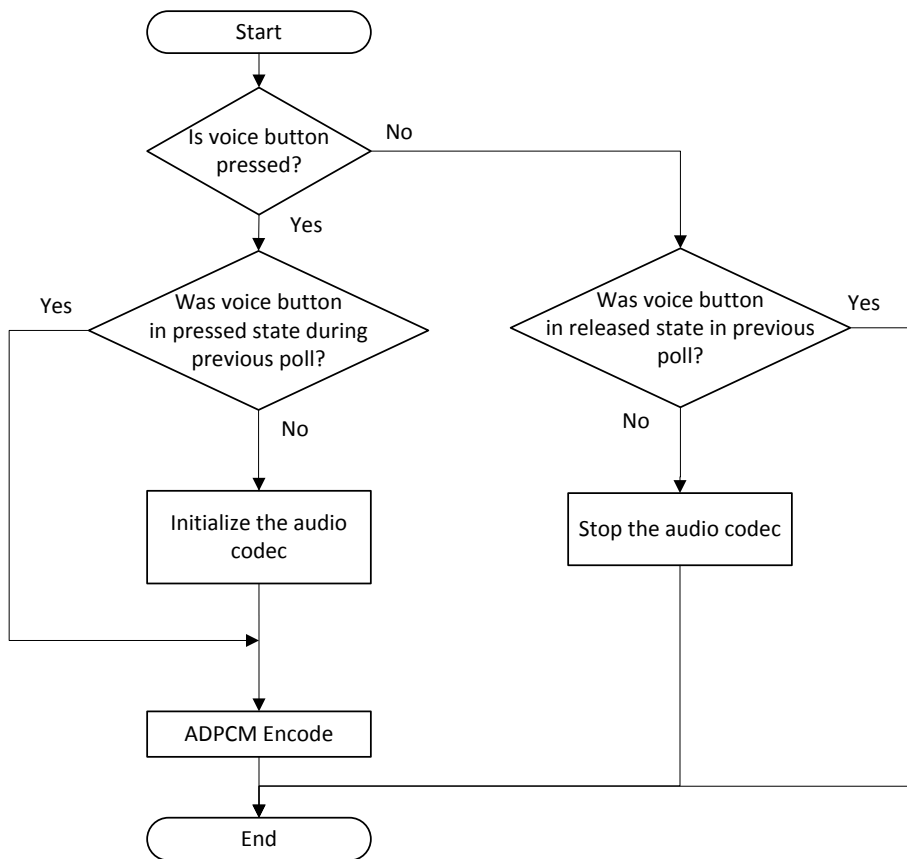 Start
Is voice button
pressed?
No
Yes
Yes
Was voice button
in pressed state during
previous poll?
Was voice button
in released state in previous
poll?
Yes
No
No
Initialize the audio
codec
Stop the audio codec
ADPCM Encode
End